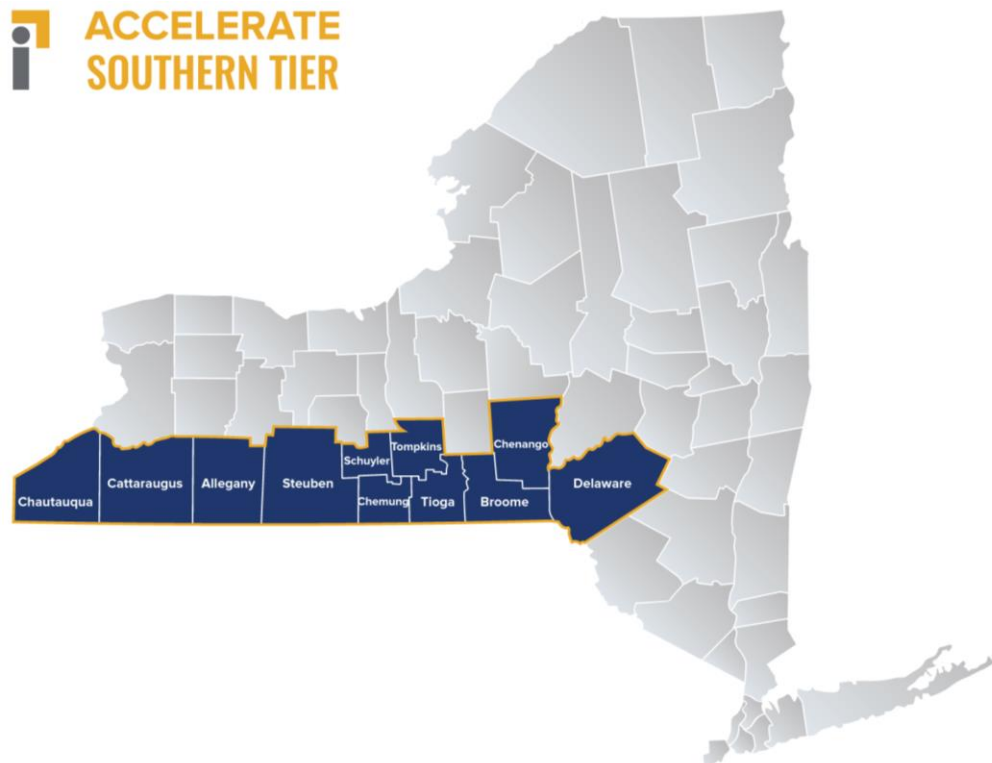 ACCELERATE
SOUTHERN TIER
Chautauqua
Cattaraugus
Allegany
Steuben
Schuyler
Tompkins
Chemung
Tioga
Broome
Chenango
Delaware